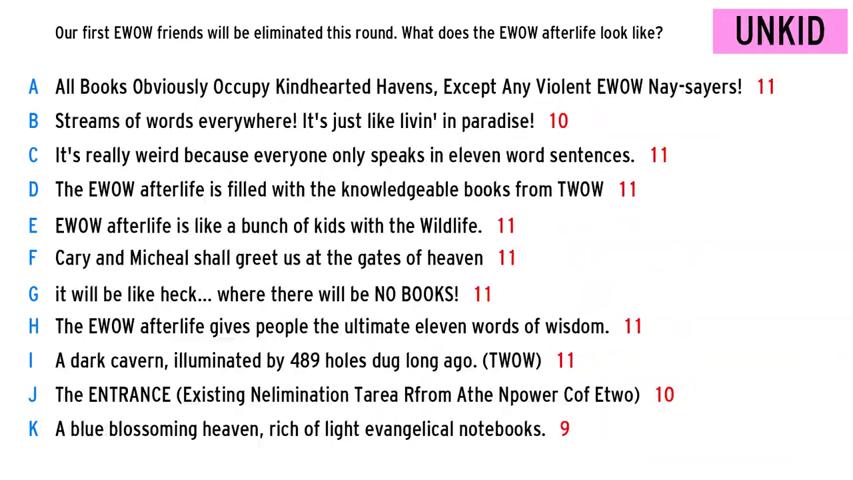 Our first EWOW friends will be eliminated this round. What does the EWOW afterlife look like?
UNKID
A All Books Obviously Occupy Kindhearted Havens, Except Any Violent EWOW Nay-sayers! 11
B Streams of words everywhere! It's just like livin' in paradise! 10
C It's really weird because everyone only speaks in eleven word sentences. 11
D The EWOW afterlife is filled with the knowledgeable books from TWOW 11
E EWOW afterlife is like a bunch of kids with the Wildlife. 11
F Cary and Micheal shall greet us at the gates of heaven 11
G it will be like heck... where there will be NO BOOKS! 11
H The EWOW afterlife gives people the ultimate eleven words of wisdom. 11
I A dark cavern, illuminated by 489 holes dug long ago. (TWOW) 11
J The ENTRANCE (Existing Nelimination Tarea Rfrom Athe Npower Cof Etwo) 10
K A blue blossoming heaven, rich of light evangelical notebooks. 9